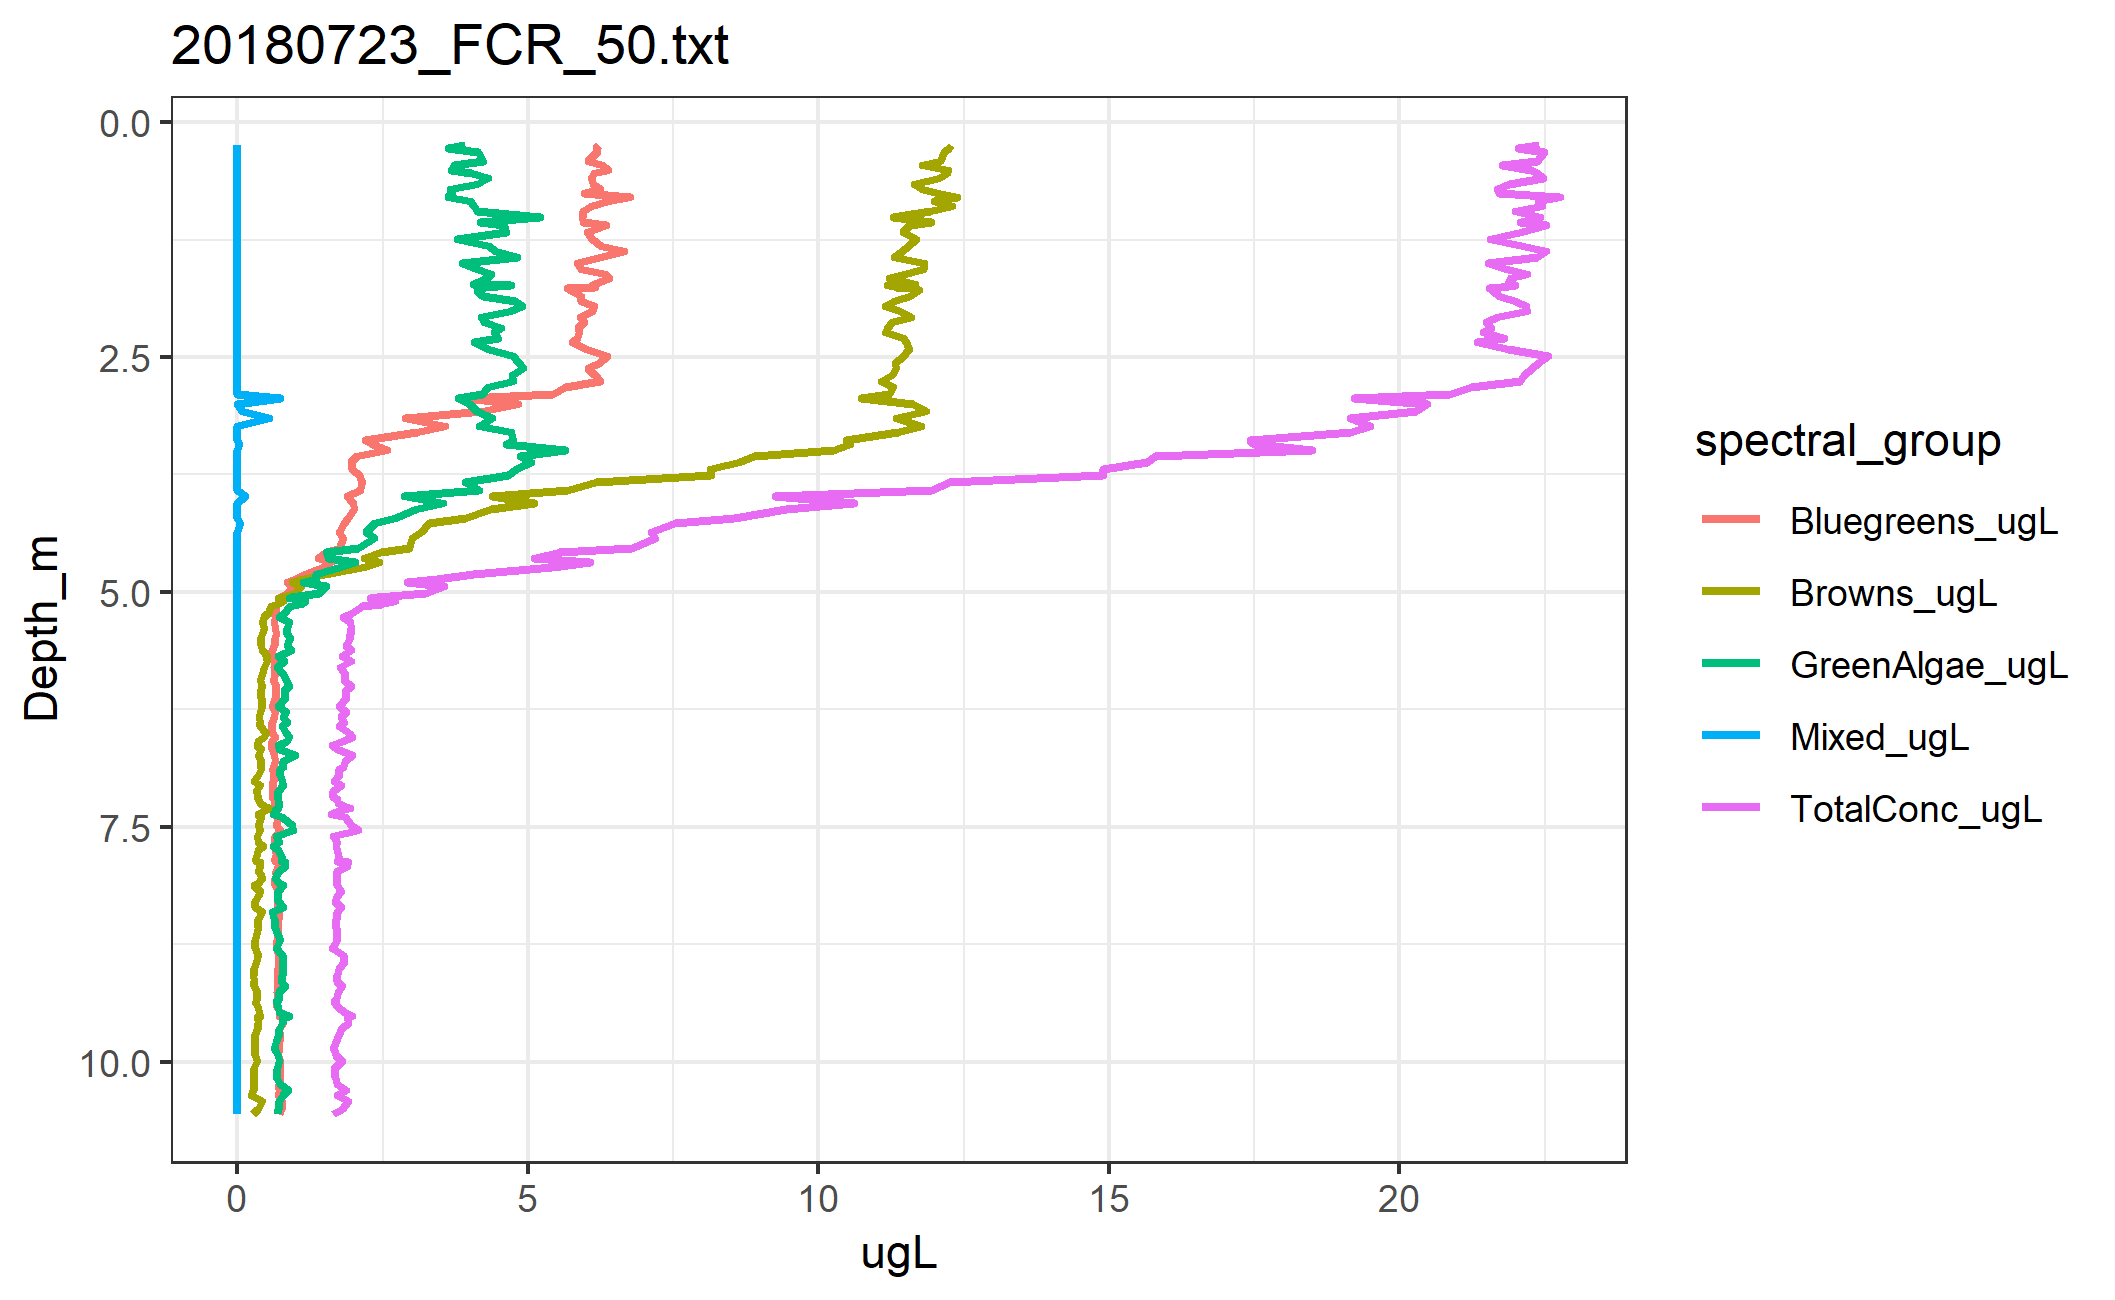 20180723_FCR_50.txt
0.0
2.5
5.0
7.5
10.0
Depth_m
0 5 10 15 20
ugL
spectral_group
Bluegreens_ugL
Browns_ugL
GreenAlgae_ugL
Mixed_ugL
TotalConc_ugL